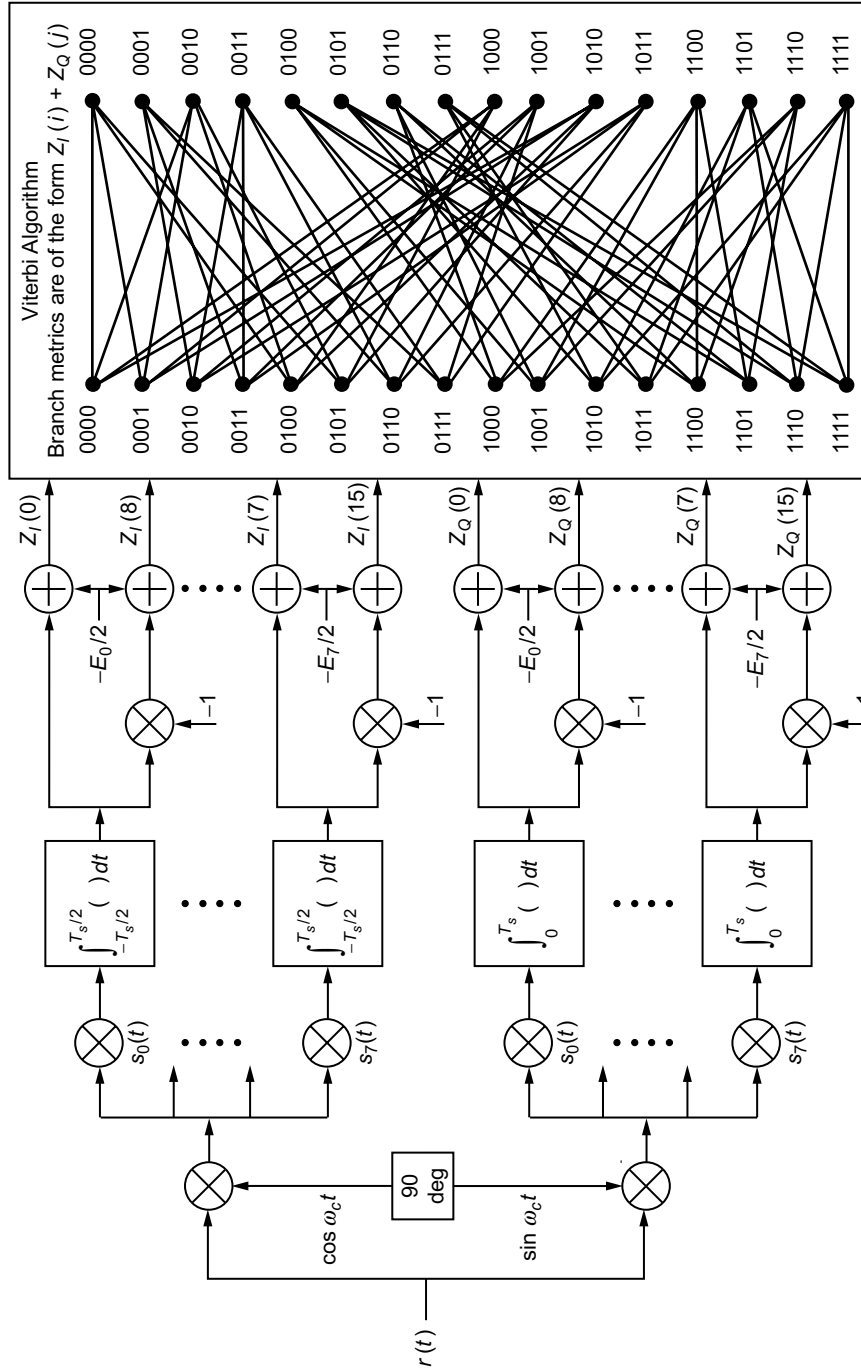 r (t)
cos ω_c t
90
deg
sin ω_c t
s_0(t)
s_7(t)
s_0(t)
s_7(t)
∫_{-T_s/2}^{T_s/2} ( )dt
∫_{-T_s/2}^{T_s/2} ( )dt
∫_0^{T_s} ( )dt
∫_0^{T_s} ( )dt
–1
–1
–1
–1
–E_0/2
–E_7/2
–E_0/2
–E_7/2
Z_I (0)
Z_I (8)
Z_I (7)
Z_I (15)
Z_Q (0)
Z_Q (8)
Z_Q (7)
Z_Q (15)
Viterbi Algorithm
Branch metrics are of the form Z_I (i) + Z_Q (j)
0000 0000
0001 0001
0010 0010
0011 0011
0100 0100
0101 0101
0110 0110
0111 0111
1000 1000
1001 1001
1010 1010
1011 1011
1100 1100
1101 1101
1110 1110
1111 1111